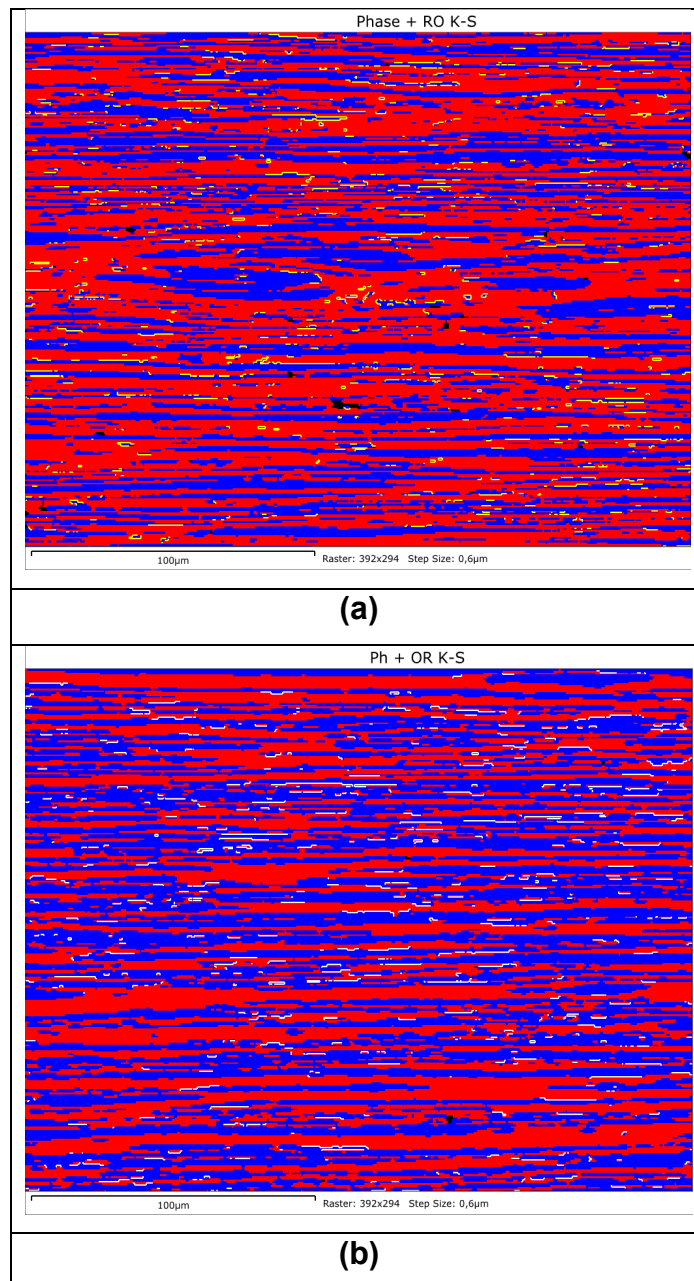 Phase + RO K-S
100µm Raster: 392x294 Step Size: 0,6µm
(a)
Ph + OR K-S
100µm Raster: 392x294 Step Size: 0,6µm
(b)